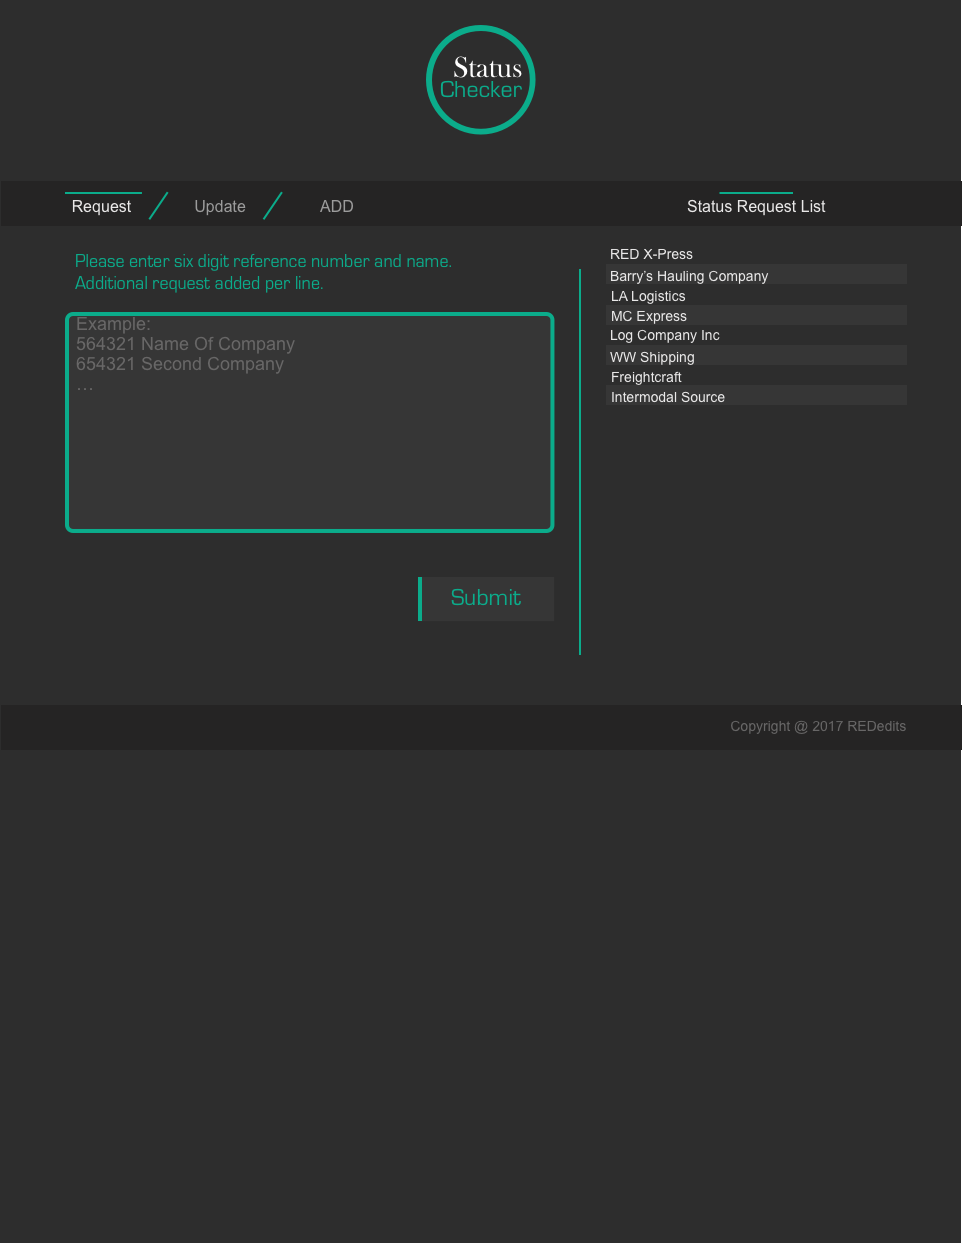 Status
Checker
Request
Update
ADD
Status Request List
Please enter six digit reference number and name.
Additional request added per line.
Example:
564321 Name Of Company
654321 Second Company
...
Submit
RED X-Press
Barry's Hauling Company
LA Logistics
MC Express
Log Company Inc
WW Shipping
Freightcraft
Intermodal Source
Copyright @ 2017 REDedits